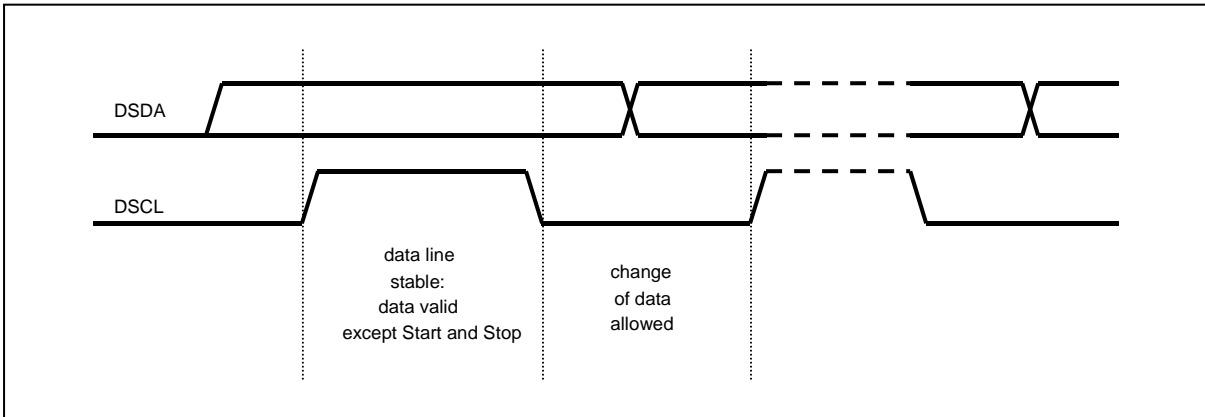 DSDA
DSCL
data line
stable:
data valid
except Start and Stop
change
of data
allowed